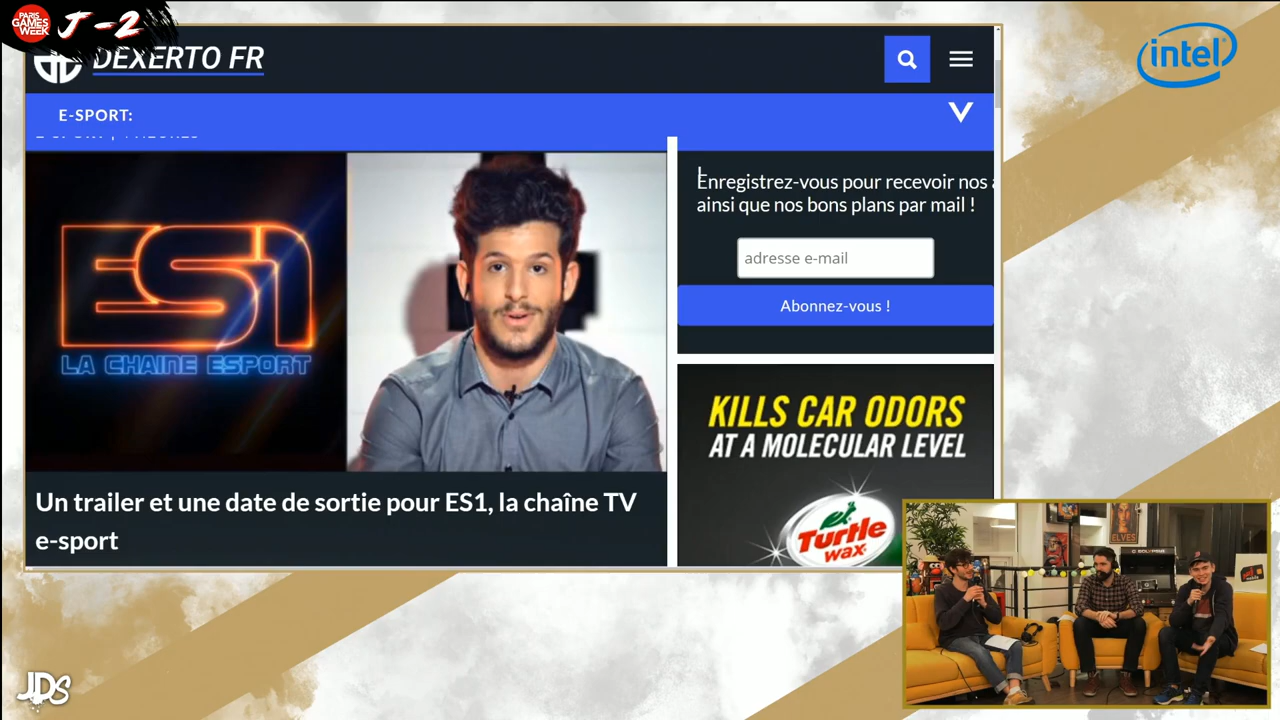 PARIS
GAMES
WEEK
J-2
DEXERTO FR
intel
E-SPORT:
ES1
LA CHAINE ESPORT
Enregistrez-vous pour recevoir nos
ainsi que nos bons plans par mail !
adresse e-mail
Abonnez-vous !
KILLS CAR ODORS
AT A MOLECULAR LEVEL
Turtle
wax
Un trailer et une date de sortie pour ES1, la chaîne TV
e-sport
ELVES
JDS